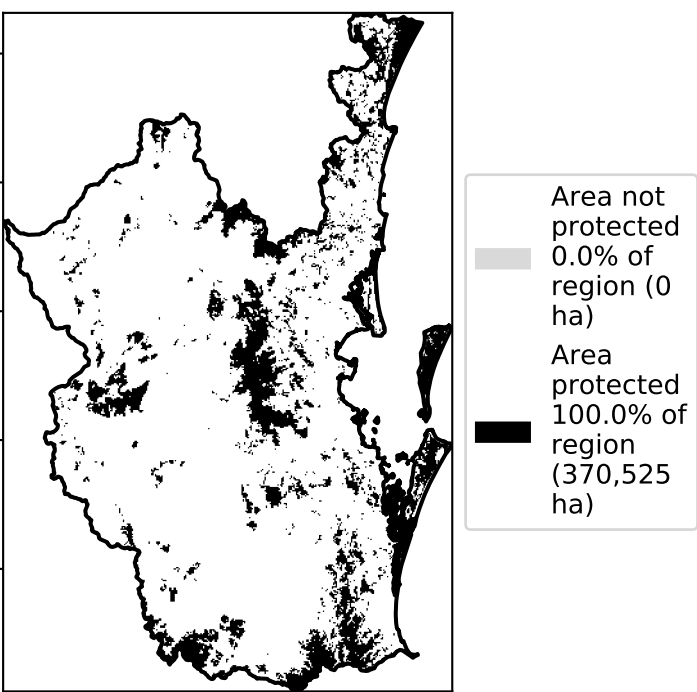 Area not
protected
0.0% of
region (0
ha)
Area
protected
100.0% of
region
(370,525
ha)